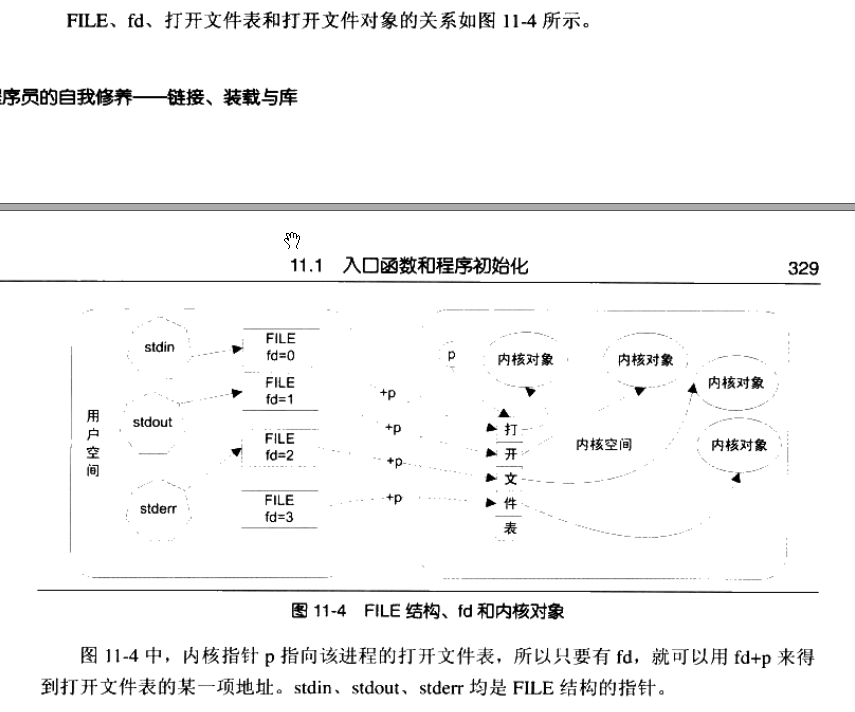 FILE、fd、打开文件表和打开文件对象的关系如图 11-4 所示。
序员的自我修养——链接、装载与库
11.1 入口函数和程序初始化
329
stdin
FILE
fd=0
p
内核对象
内核对象
内核对象
FILE
fd=1
+p
stdout
用户空间
+p
打开文件表
内核空间
内核对象
FILE
fd=2
+p
stderr
FILE
fd=3
+p
图 11-4 FILE 结构、fd 和内核对象
图 11-4 中，内核指针 p 指向该进程的打开文件表，所以只要有 fd，就可以用 fd+p 来得
到打开文件表的某一项地址。stdin、stdout、stderr 均是 FILE 结构的指针。